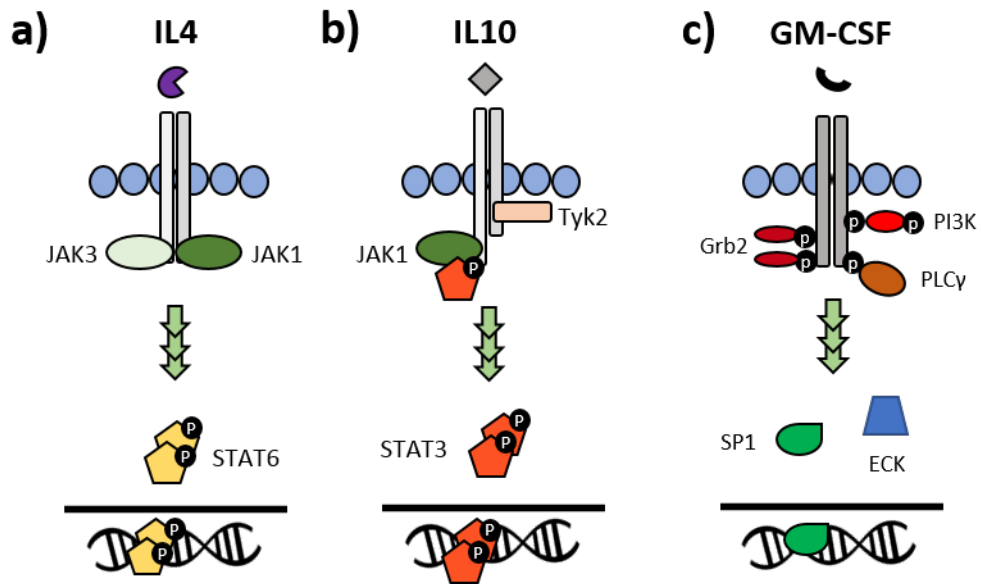 a) IL4
b) IL10
c) GM-CSF
JAK3
JAK1
JAK1
Tyk2
P
Grb2
p
p
p
p
p
PI3K
PLCγ
P
P
STAT6
STAT3
P
P
SP1
ECK
P
P
P
P